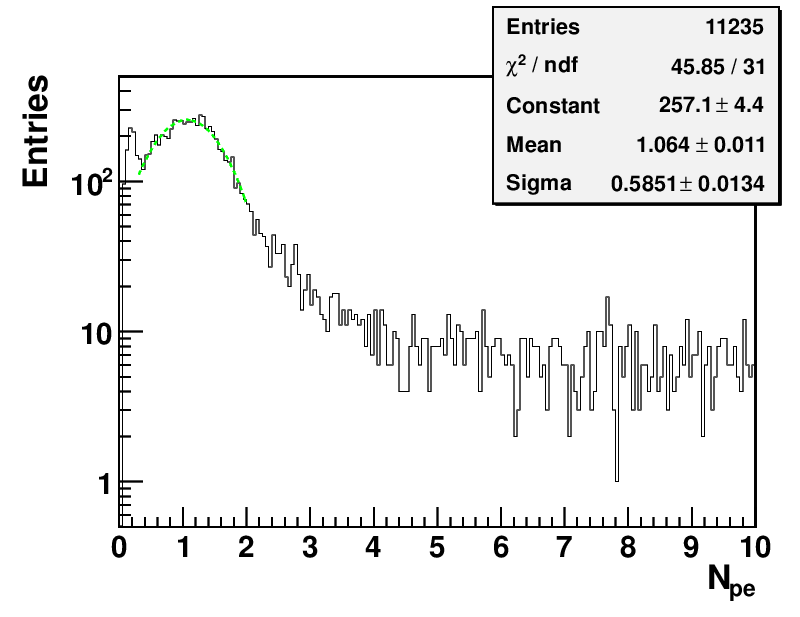 Entries 11235
χ² / ndf 45.85 / 31
Constant 257.1 ± 4.4
Mean 1.064 ± 0.011
Sigma 0.5851 ± 0.0134
Entries
10²
10
1
0 1 2 3 4 5 6 7 8 9 10
Npe